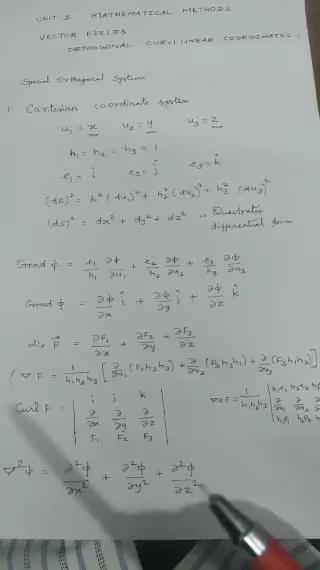 UNIT 2 MATHEMATICAL METHODS
VECTOR FIELDS
ORTHOGONAL CURVILINEAR COORDINATES:
Special Orthogonal Systems
1. Cartesian coordinate system
u₁ = x u₂ = y u₃ = z
h₁ = h₂ = h₃ = 1
e₁ = i e₂ = j e₃ = k
(ds)² = h₁²(du₁)² + h₂²(du₂)² + h₃²(du₃)²
(ds)² = dx² + dy² + dz² Quadratic differential form
Grad φ = e₁/h₁ ∂φ/∂u₁ + e₂/h₂ ∂φ/∂u₂ + e₃/h₃ ∂φ/∂u₃
Grad φ = ∂φ/∂x i + ∂φ/∂y j + ∂φ/∂z k
div F = ∂F₁/∂x + ∂F₂/∂y + ∂F₃/∂z
(∇F = 1/h₁h₂h₃ [∂/∂u₁ (F₁h₂h₃) + ∂/∂u₂ (F₂h₃h₁) + ∂/∂u₃ (F₃h₁h₂)]
Curl F = | i j k |
| ∂/∂x ∂/∂y ∂/∂z |
| F₁ F₂ F₃ |
∇×F = 1/h₁h₂h₃
∇²φ = ∂²φ/∂x² + ∂²φ/∂y² + ∂²φ/∂z²